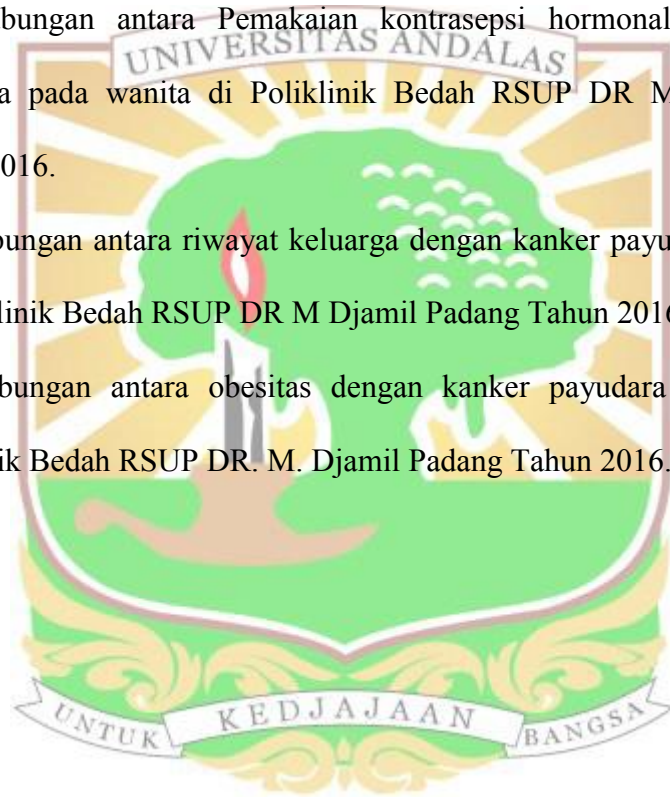 bungan antara Pemakaian kontrasepsi hormonal
UNIVERSITAS ANDALAS
a pada wanita di Poliklinik Bedah RSUP DR M
016.
bungan antara riwayat keluarga dengan kanker payu
linik Bedah RSUP DR M Djamil Padang Tahun 2016
bungan antara obesitas dengan kanker payudara
ik Bedah RSUP DR. M. Djamil Padang Tahun 2016.
UNTUK KEDJAJAAN BANGSA